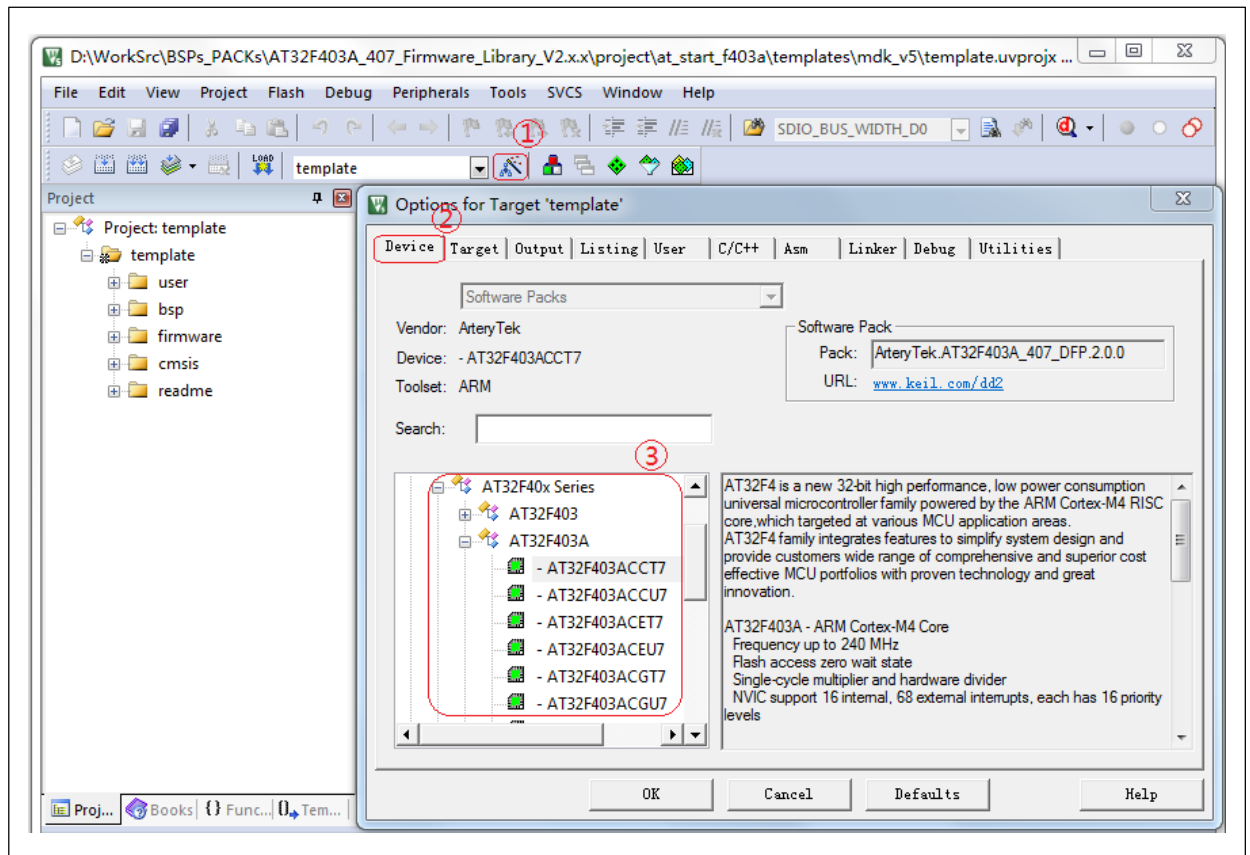 D:\WorkSrc\BSPs_PACKs\AT32F403A_407_Firmware_Library_V2.x.x\project\at_start_f403a\templates\mdk_v5\template.uvprojx ...
File Edit View Project Flash Debug Peripherals Tools SVCS Window Help
①
SDIO_BUS_WIDTH_D0
LOAD
template
Project
Project: template
template
user
bsp
firmware
cmsis
readme
Proj... Books {} Func... 0 Tem...
Options for Target 'template'
②
Device Target Output Listing User C/C++ Asm Linker Debug Utilities
Software Packs
Vendor: ArteryTek
Device: - AT32F403ACCT7
Toolset: ARM
Software Pack
Pack: ArteryTek.AT32F403A_407_DFP.2.0.0
URL: www.keil.com/dd2
Search:
③
AT32F40x Series
AT32F403
AT32F403A
- AT32F403ACCT7
- AT32F403ACCU7
- AT32F403ACET7
- AT32F403ACEU7
- AT32F403ACGT7
- AT32F403ACGU7
AT32F4 is a new 32-bit high performance, low power consumption
universal microcontroller family powered by the ARM Cortex-M4 RISC
core,which targeted at various MCU application areas.
AT32F4 family integrates features to simplify system design and
provide customers wide range of comprehensive and superior cost
effective MCU portfolios with proven technology and great
innovation.
AT32F403A - ARM Cortex-M4 Core
Frequency up to 240 MHz
Flash access zero wait state
Single-cycle multiplier and hardware divider
NVIC support 16 internal, 68 external interrupts, each has 16 priority
levels
OK Cancel Defaults Help